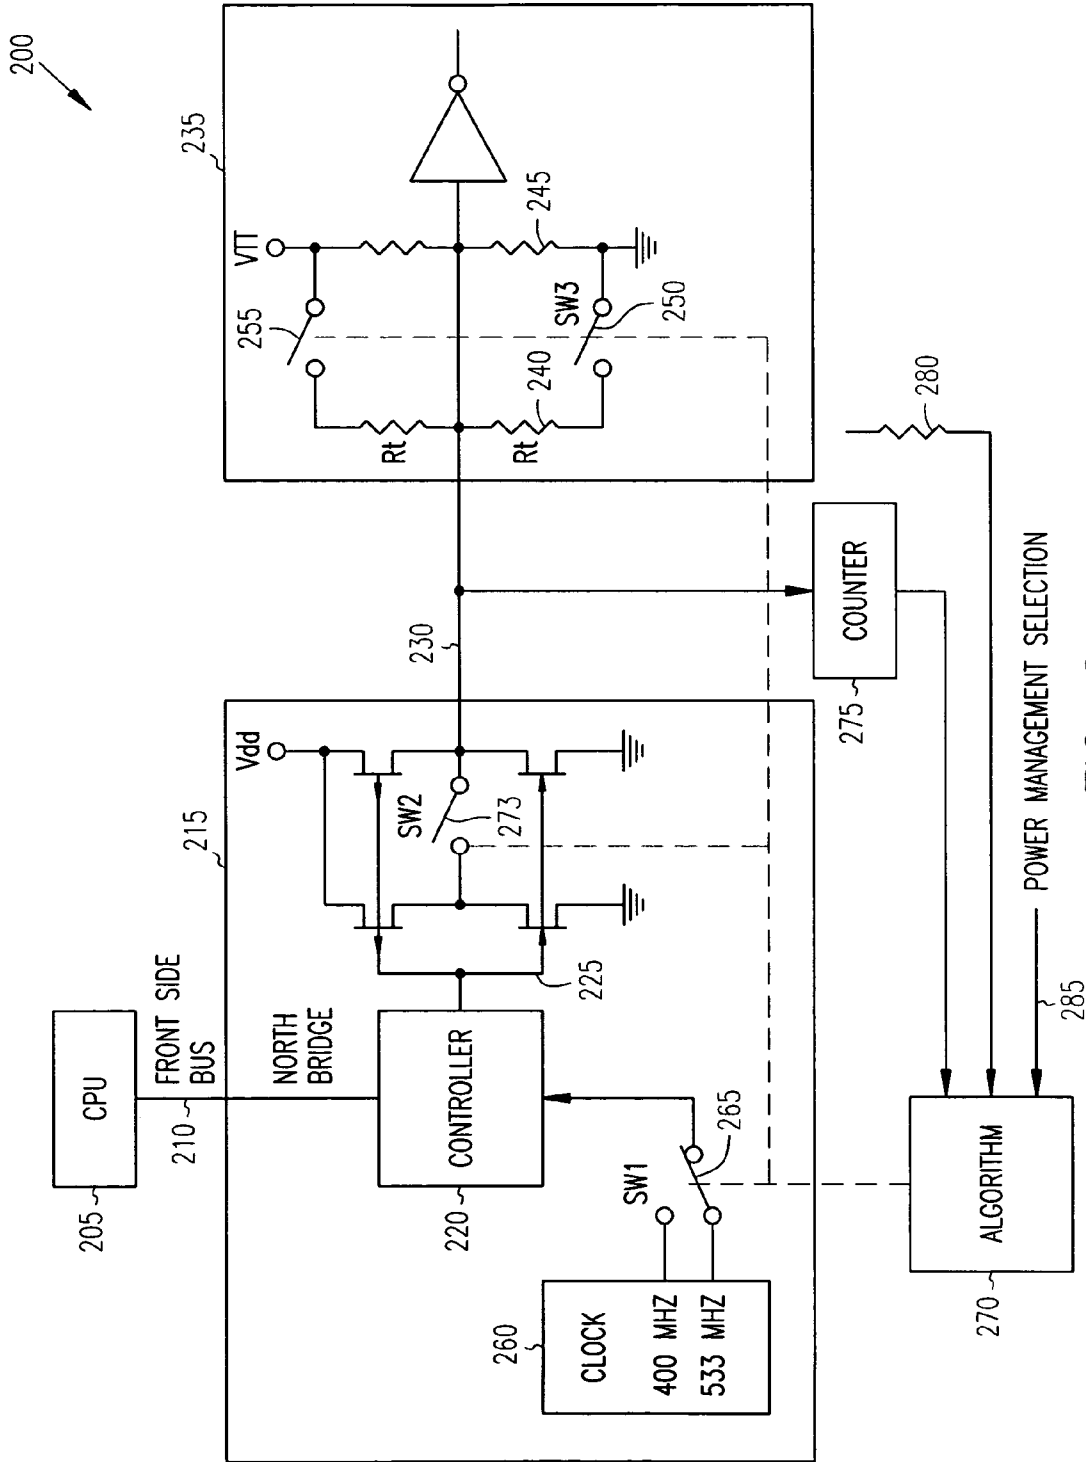 200
CPU
205
FRONT SIDE
BUS
210
NORTH
BRIDGE
215
CONTROLLER
220
225
Vdd
SW2
273
230
235
VTT
255
Rt
Rt
240
245
SW3
250
CLOCK
400 MHZ
533 MHZ
260
SW1
265
ALGORITHM
270
COUNTER
275
280
POWER MANAGEMENT SELECTION
285